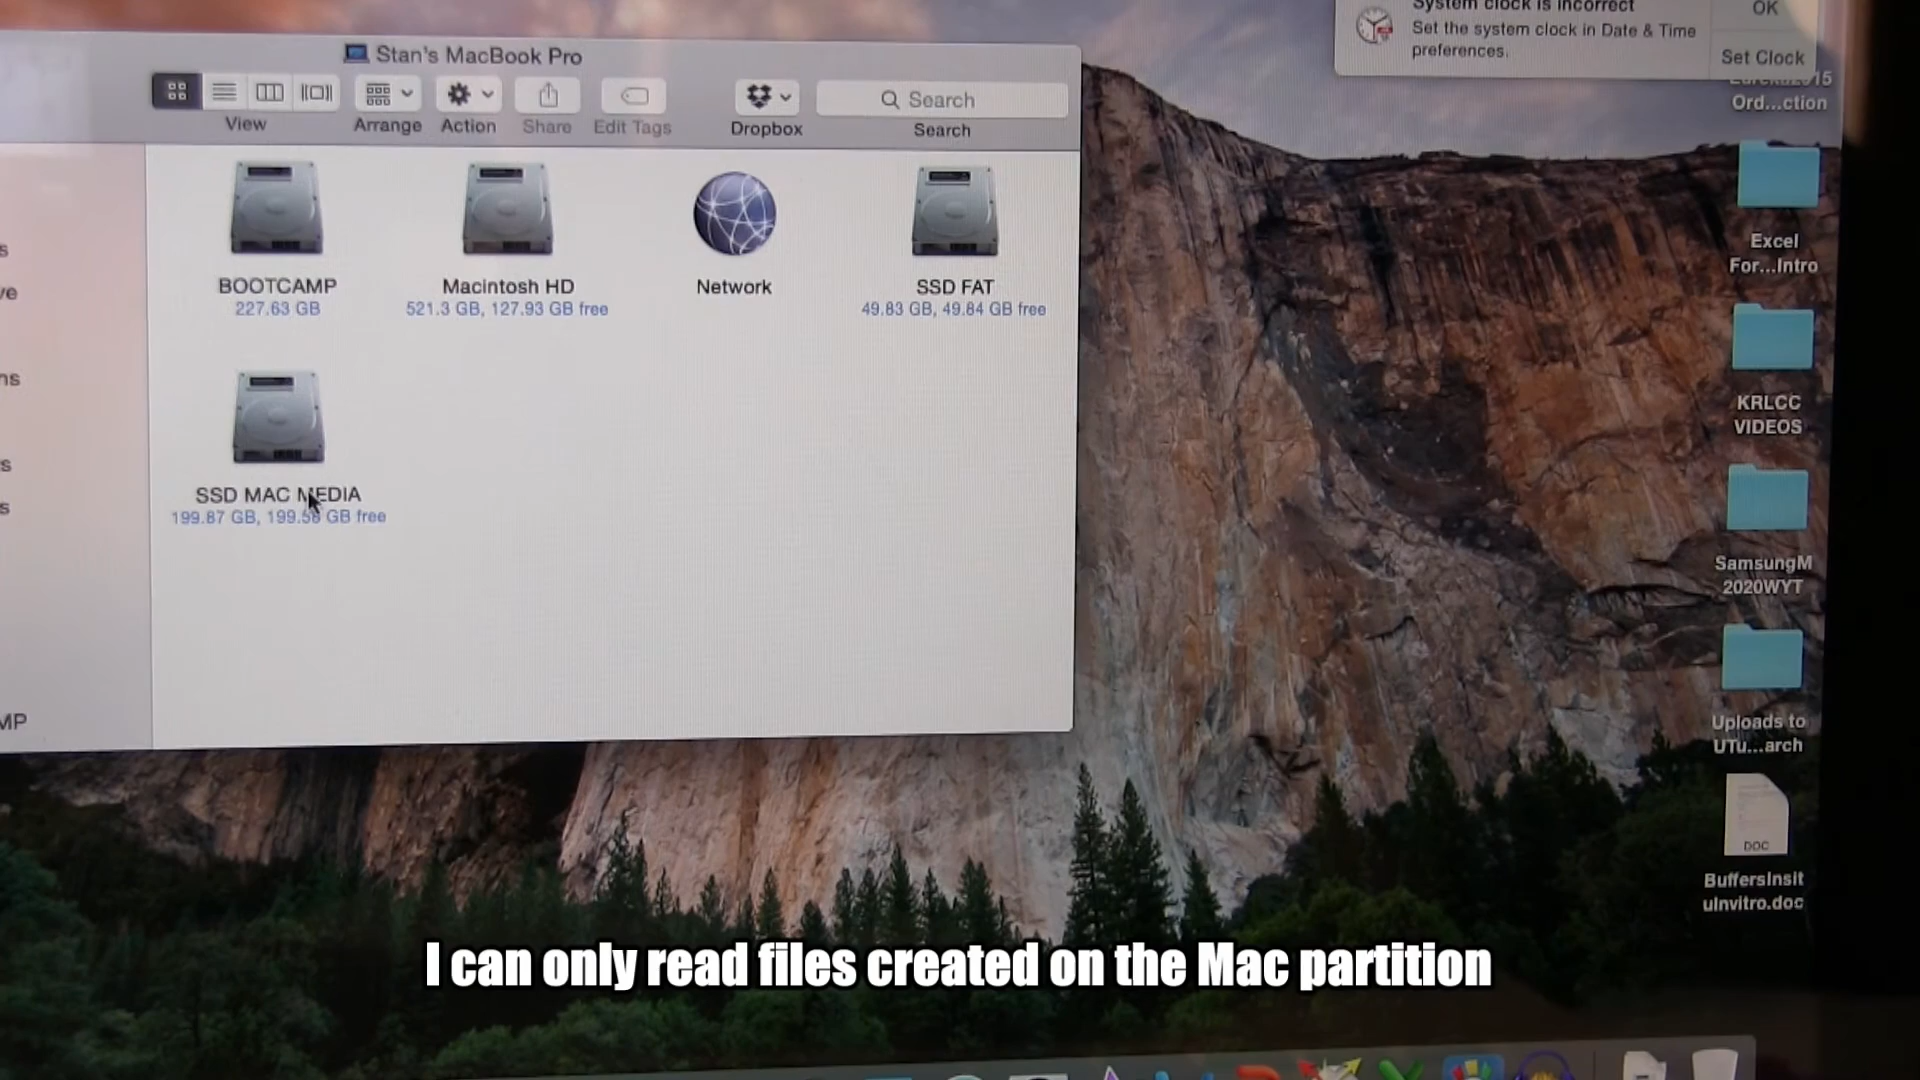 System clock is incorrect
Set the system clock in Date & Time
preferences.
OK
Set Clock
Stan's MacBook Pro
View
Arrange
Action
Share
Edit Tags
Dropbox
Search
Search
BOOTCAMP
227.63 GB
Macintosh HD
521.3 GB, 127.93 GB free
Network
SSD FAT
49.83 GB, 49.84 GB free
SSD MAC MEDIA
199.87 GB, 199.58 GB free
s
ve
ns
s
s
MP
Ord...ction
Excel
For...Intro
KRLCC
VIDEOS
SamsungM
2020WYT
Uploads to
UTu...arch
DOC
BuffersInsit
uInvitro.doc
I can only read files created on the Mac partition